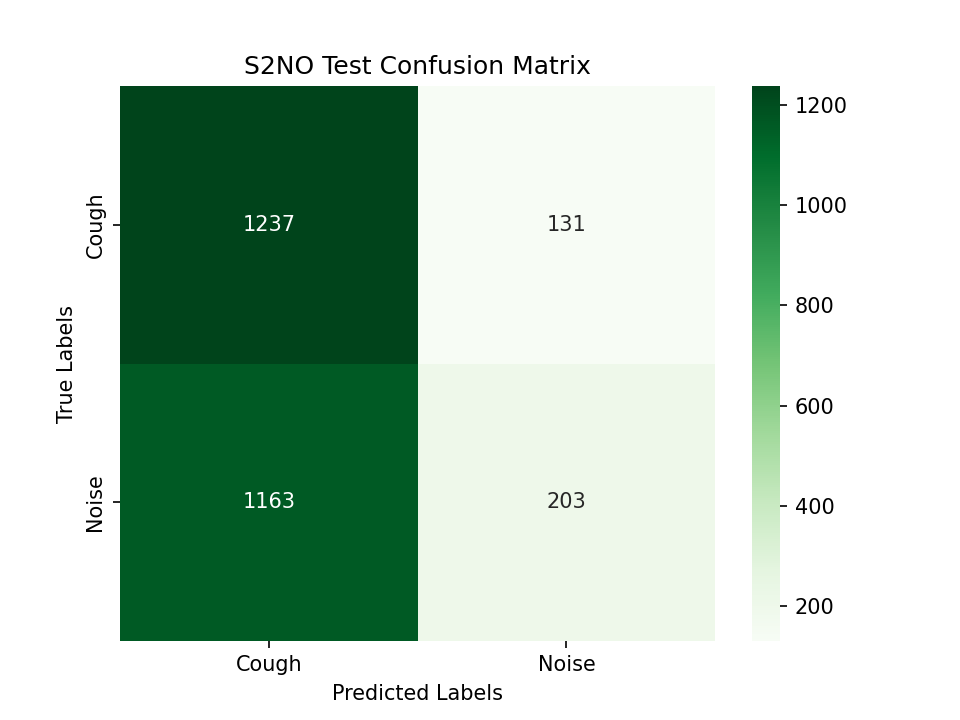 S2NO Test Confusion Matrix
True Labels
Cough
Noise
1237
131
1163
203
Cough
Noise
Predicted Labels
1200
1000
800
600
400
200